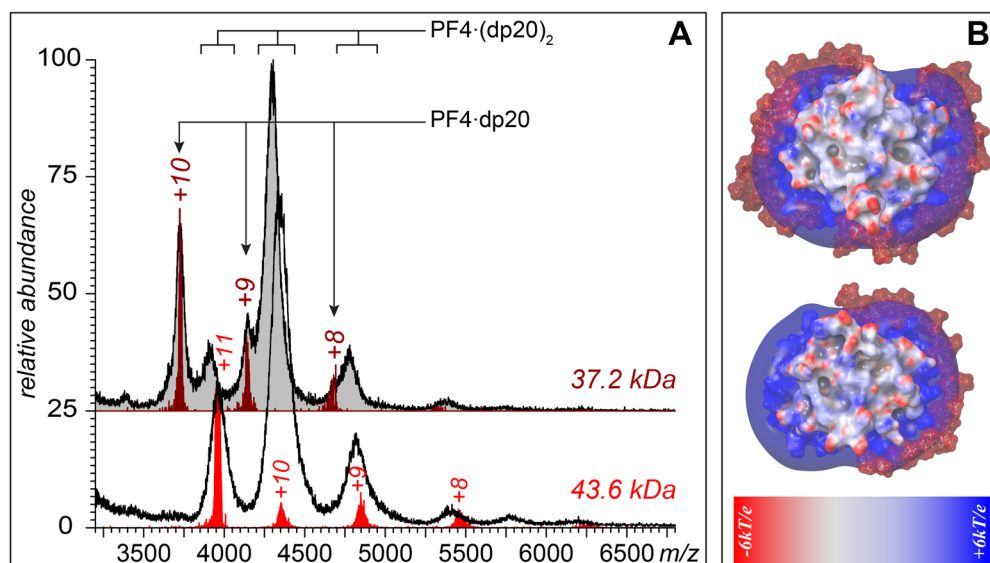 A
PF4·(dp20)₂
100
PF4·dp20
75
+10
50
+9
+8
+11
37.2 kDa
25
+10
+9
+8
43.6 kDa
0
3500 4000 4500 5000 5500 6000 6500 m/z
relative abundance
B
-6kT/e +6kT/e